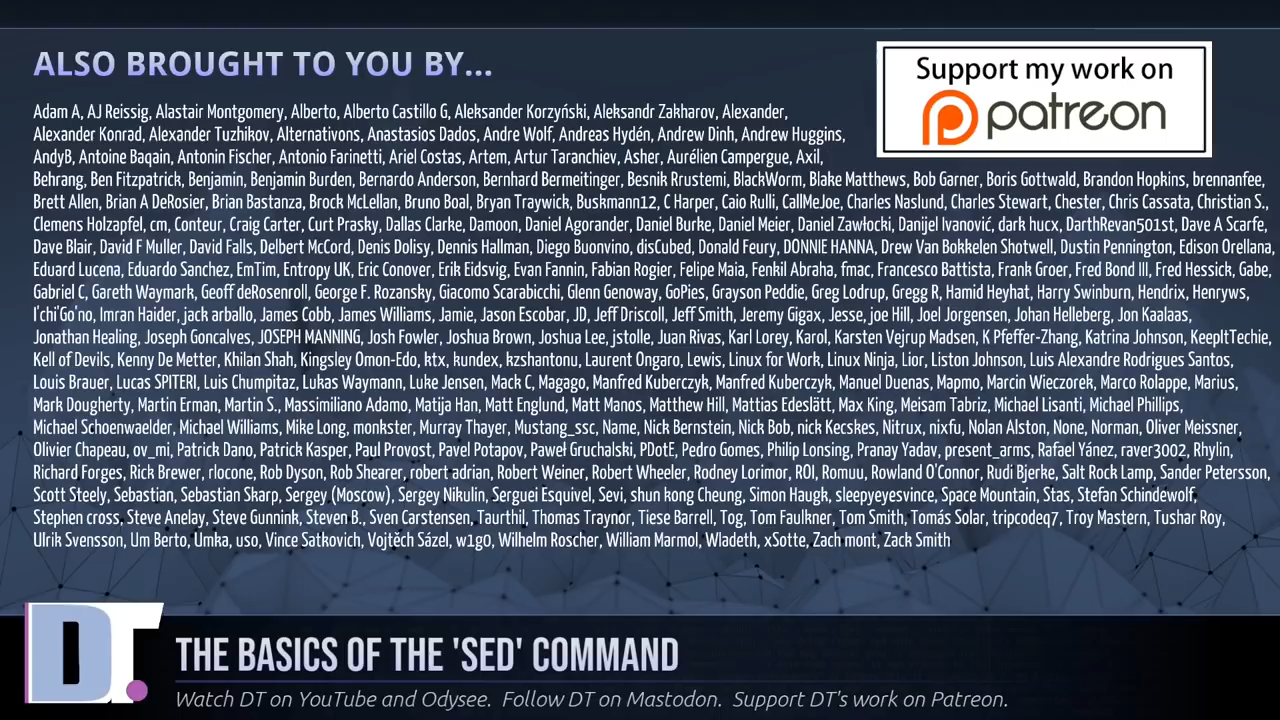 ALSO BROUGHT TO YOU BY...
Support my work on
patreon
Adam A, AJ Reissig, Alastair Montgomery, Alberto, Alberto Castillo G, Aleksander Korzyński, Aleksandr Zakharov, Alexander,
Alexander Konrad, Alexander Tuzhikov, Alternativons, Anastasios Dados, Andre Wolf, Andreas Hydén, Andrew Dinh, Andrew Huggins,
AndyB, Antoine Baqain, Antonin Fischer, Antonio Farinetti, Ariel Costas, Artem, Artur Taranchiev, Asher, Aurélien Campergue, Axil,
Behrang, Ben Fitzpatrick, Benjamin, Benjamin Burden, Bernardo Anderson, Bernhard Bermeitinger, Besnik Rrustemi, BlackWorm, Blake Matthews, Bob Garner, Boris Gottwald, Brandon Hopkins, brennanfee,
Brett Allen, Brian A DeRosier, Brian Bastanza, Brock McLellan, Bruno Boal, Bryan Traywick, Buskmann12, C Harper, Caio Rulli, CallMeJoe, Charles Naslund, Charles Stewart, Chester, Chris Cassata, Christian S.,
Clemens Holzapfel, cm, Conteur, Craig Carter, Curt Prasky, Dallas Clarke, Damoon, Daniel Agorander, Daniel Burke, Daniel Meier, Daniel Zawłocki, Danijel Ivanović, dark hucx, DarthRevan501st, Dave A Scarfe,
Dave Blair, David F Muller, David Falls, Delbert McCord, Denis Dolisy, Dennis Hallman, Diego Buonvino, disCubed, Donald Feury, DONNIE HANNA, Drew Van Bokkelen Shotwell, Dustin Pennington, Edison Orellana,
Eduard Lucena, Eduardo Sanchez, EmTim, Entropy UK, Eric Conover, Erik Eidsvig, Evan Fannin, Fabian Rogier, Felipe Maia, Fenkil Abraha, fmac, Francesco Battista, Frank Groer, Fred Bond III, Fred Hessick, Gabe,
Gabriel C, Gareth Waymark, Geoff deRosenroll, George F. Rozansky, Giacomo Scarabicchi, Glenn Genoway, GoPies, Grayson Peddie, Greg Lodrup, Gregg R, Hamid Heyhat, Harry Swinburn, Hendrix, Henryws,
I'chi'Go'no, Imran Haider, jack arballo, James Cobb, James Williams, Jamie, Jason Escobar, JD, Jeff Driscoll, Jeff Smith, Jeremy Gigax, Jesse, joe Hill, Joel Jorgensen, Johan Helleberg, Jon Kaalaas,
Jonathan Healing, Joseph Goncalves, JOSEPH MANNING, Josh Fowler, Joshua Brown, Joshua Lee, jstolle, Juan Rivas, Karl Lorey, Karol, Karsten Vejrup Madsen, K Pfeffer-Zhang, Katrina Johnson, KeepItTechie,
Kell of Devils, Kenny De Metter, Khilan Shah, Kingsley Omon-Edo, ktx, kundex, kzshantonu, Laurent Ongaro, Lewis, Linux for Work, Linux Ninja, Lior, Liston Johnson, Luis Alexandre Rodrigues Santos,
Louis Brauer, Lucas SPITERI, Luis Chumpitaz, Lukas Waymann, Luke Jensen, Mack C, Magago, Manfred Kuberczyk, Manfred Kuberczyk, Manuel Duenas, Mapmo, Marcin Wieczorek, Marco Rolappe, Marius,
Mark Dougherty, Martin Erman, Martin S., Massimiliano Adamo, Matija Han, Matt Englund, Matt Manos, Matthew Hill, Mattias Edeslätt, Max King, Meisam Tabriz, Michael Lisanti, Michael Phillips,
Michael Schoenwaelder, Michael Williams, Mike Long, monkster, Murray Thayer, Mustang_ssc, Name, Nick Bernstein, Nick Bob, nick Kecskes, Nitrux, nixfu, Nolan Alston, None, Norman, Oliver Meissner,
Olivier Chapeau, ov_mi, Patrick Dano, Patrick Kasper, Paul Provost, Pavel Potapov, Paweł Gruchalski, PDotE, Pedro Gomes, Philip Lonsing, Pranay Yadav, present_arms, Rafael Yánez, raver3002, Rhylin,
Richard Forges, Rick Brewer, rlocone, Rob Dyson, Rob Shearer, robert adrian, Robert Weiner, Robert Wheeler, Rodney Lorimor, ROI, Romuu, Rowland O'Connor, Rudi Bjerke, Salt Rock Lamp, Sander Petersson,
Scott Steely, Sebastian, Sebastian Skarp, Sergey (Moscow), Sergey Nikulin, Serguei Esquivel, Sevi, shun kong Cheung, Simon Haugk, sleepyeyesvince, Space Mountain, Stas, Stefan Schindewolf,
Stephen cross, Steve Anelay, Steve Gunnink, Steven B., Sven Carstensen, Taurthil, Thomas Traynor, Tiese Barrell, Tog, Tom Faulkner, Tom Smith, Tomás Solar, tripcodeq7, Troy Mastern, Tushar Roy,
Ulrik Svensson, Um Berto, Umka, uso, Vince Satkovich, Vojtěch Sázel, w1g0, Wilhelm Roscher, William Marmol, Wladeth, xSotte, Zach mont, Zack Smith
DT.
THE BASICS OF THE 'SED' COMMAND
Watch DT on YouTube and Odysee. Follow DT on Mastodon. Support DT's work on Patreon.